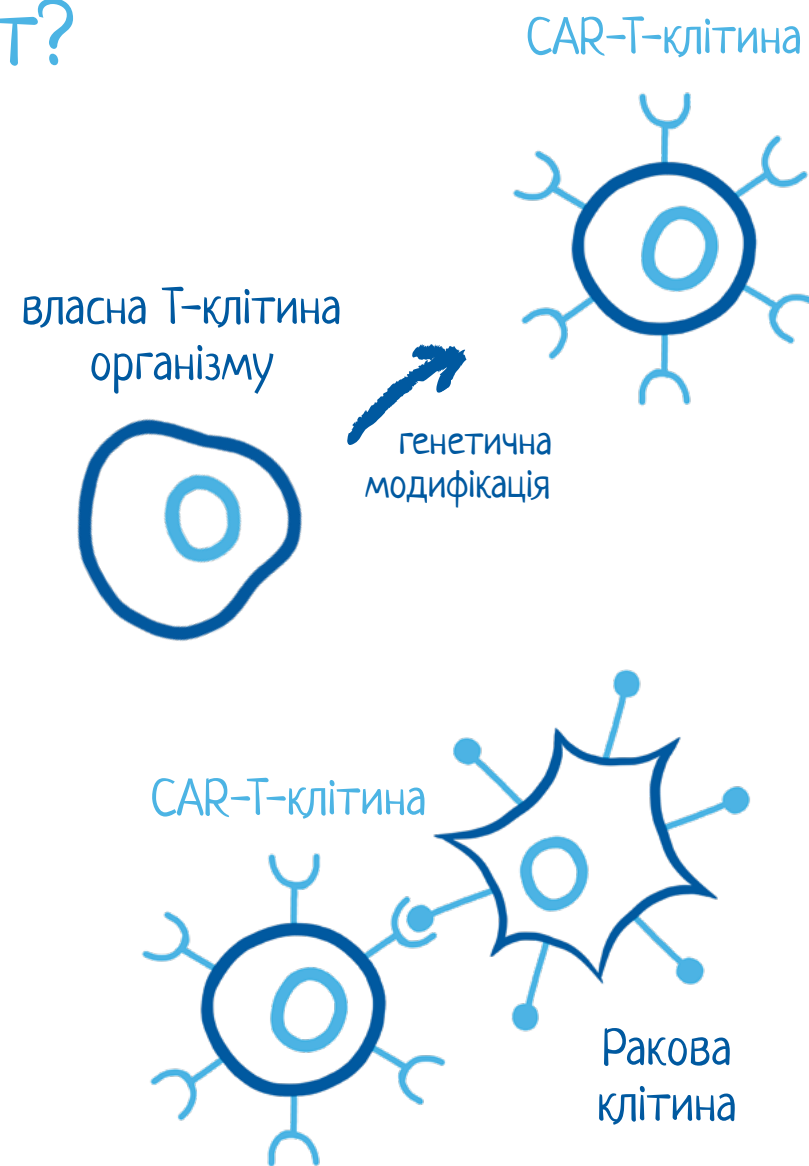 т?
CAR-T-клітина
власна Т-клітина
організму
генетична
модифікація
CAR-T-клітина
Ракова
клітина